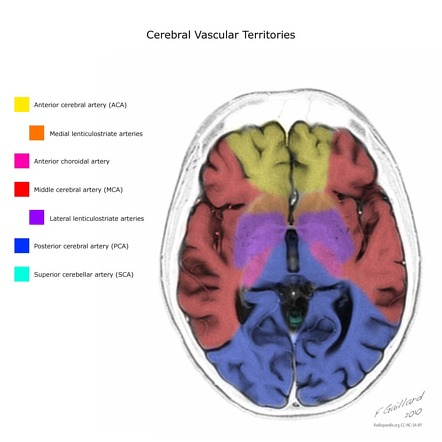 Cerebral Vascular Territories
Anterior cerebral artery (ACA)
Medial lenticulostriate arteries
Anterior choroidal artery
Middle cerebral artery (MCA)
Lateral lenticulostriate arteries
Posterior cerebral artery (PCA)
Superior cerebellar artery (SCA)
F Gaillard
2010
Radiopaedia.org CC-NC-SA-BY